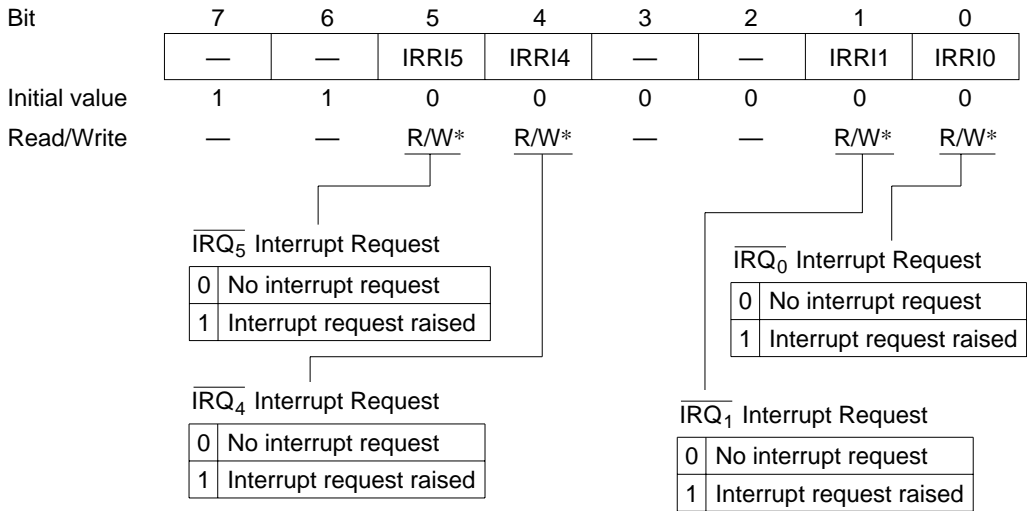 Bit 7 6 5 4 3 2 1 0
— — IRRI5 IRRI4 — — IRRI1 IRRI0
Initial value 1 1 0 0 0 0 0 0
Read/Write — — R/W* R/W* — — R/W* R/W*
IRQ5 Interrupt Request
0 No interrupt request
1 Interrupt request raised
IRQ0 Interrupt Request
0 No interrupt request
1 Interrupt request raised
IRQ4 Interrupt Request
0 No interrupt request
1 Interrupt request raised
IRQ1 Interrupt Request
0 No interrupt request
1 Interrupt request raised